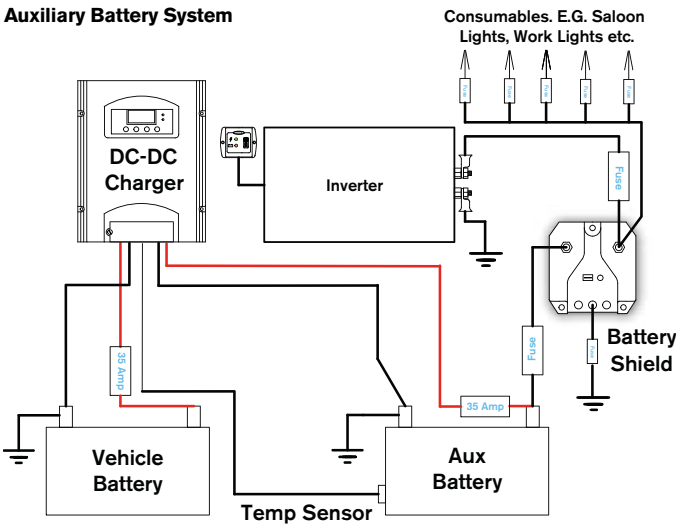 Auxiliary Battery System
Consumables. E.G. Saloon
Lights, Work Lights etc.
Fuse
Fuse
Fuse
Fuse
Fuse
DC-DC
Charger
Inverter
Fuse
Fuse
Fuse
Battery
Shield
35 Amp
35 Amp
Vehicle
Battery
Aux
Battery
Temp Sensor